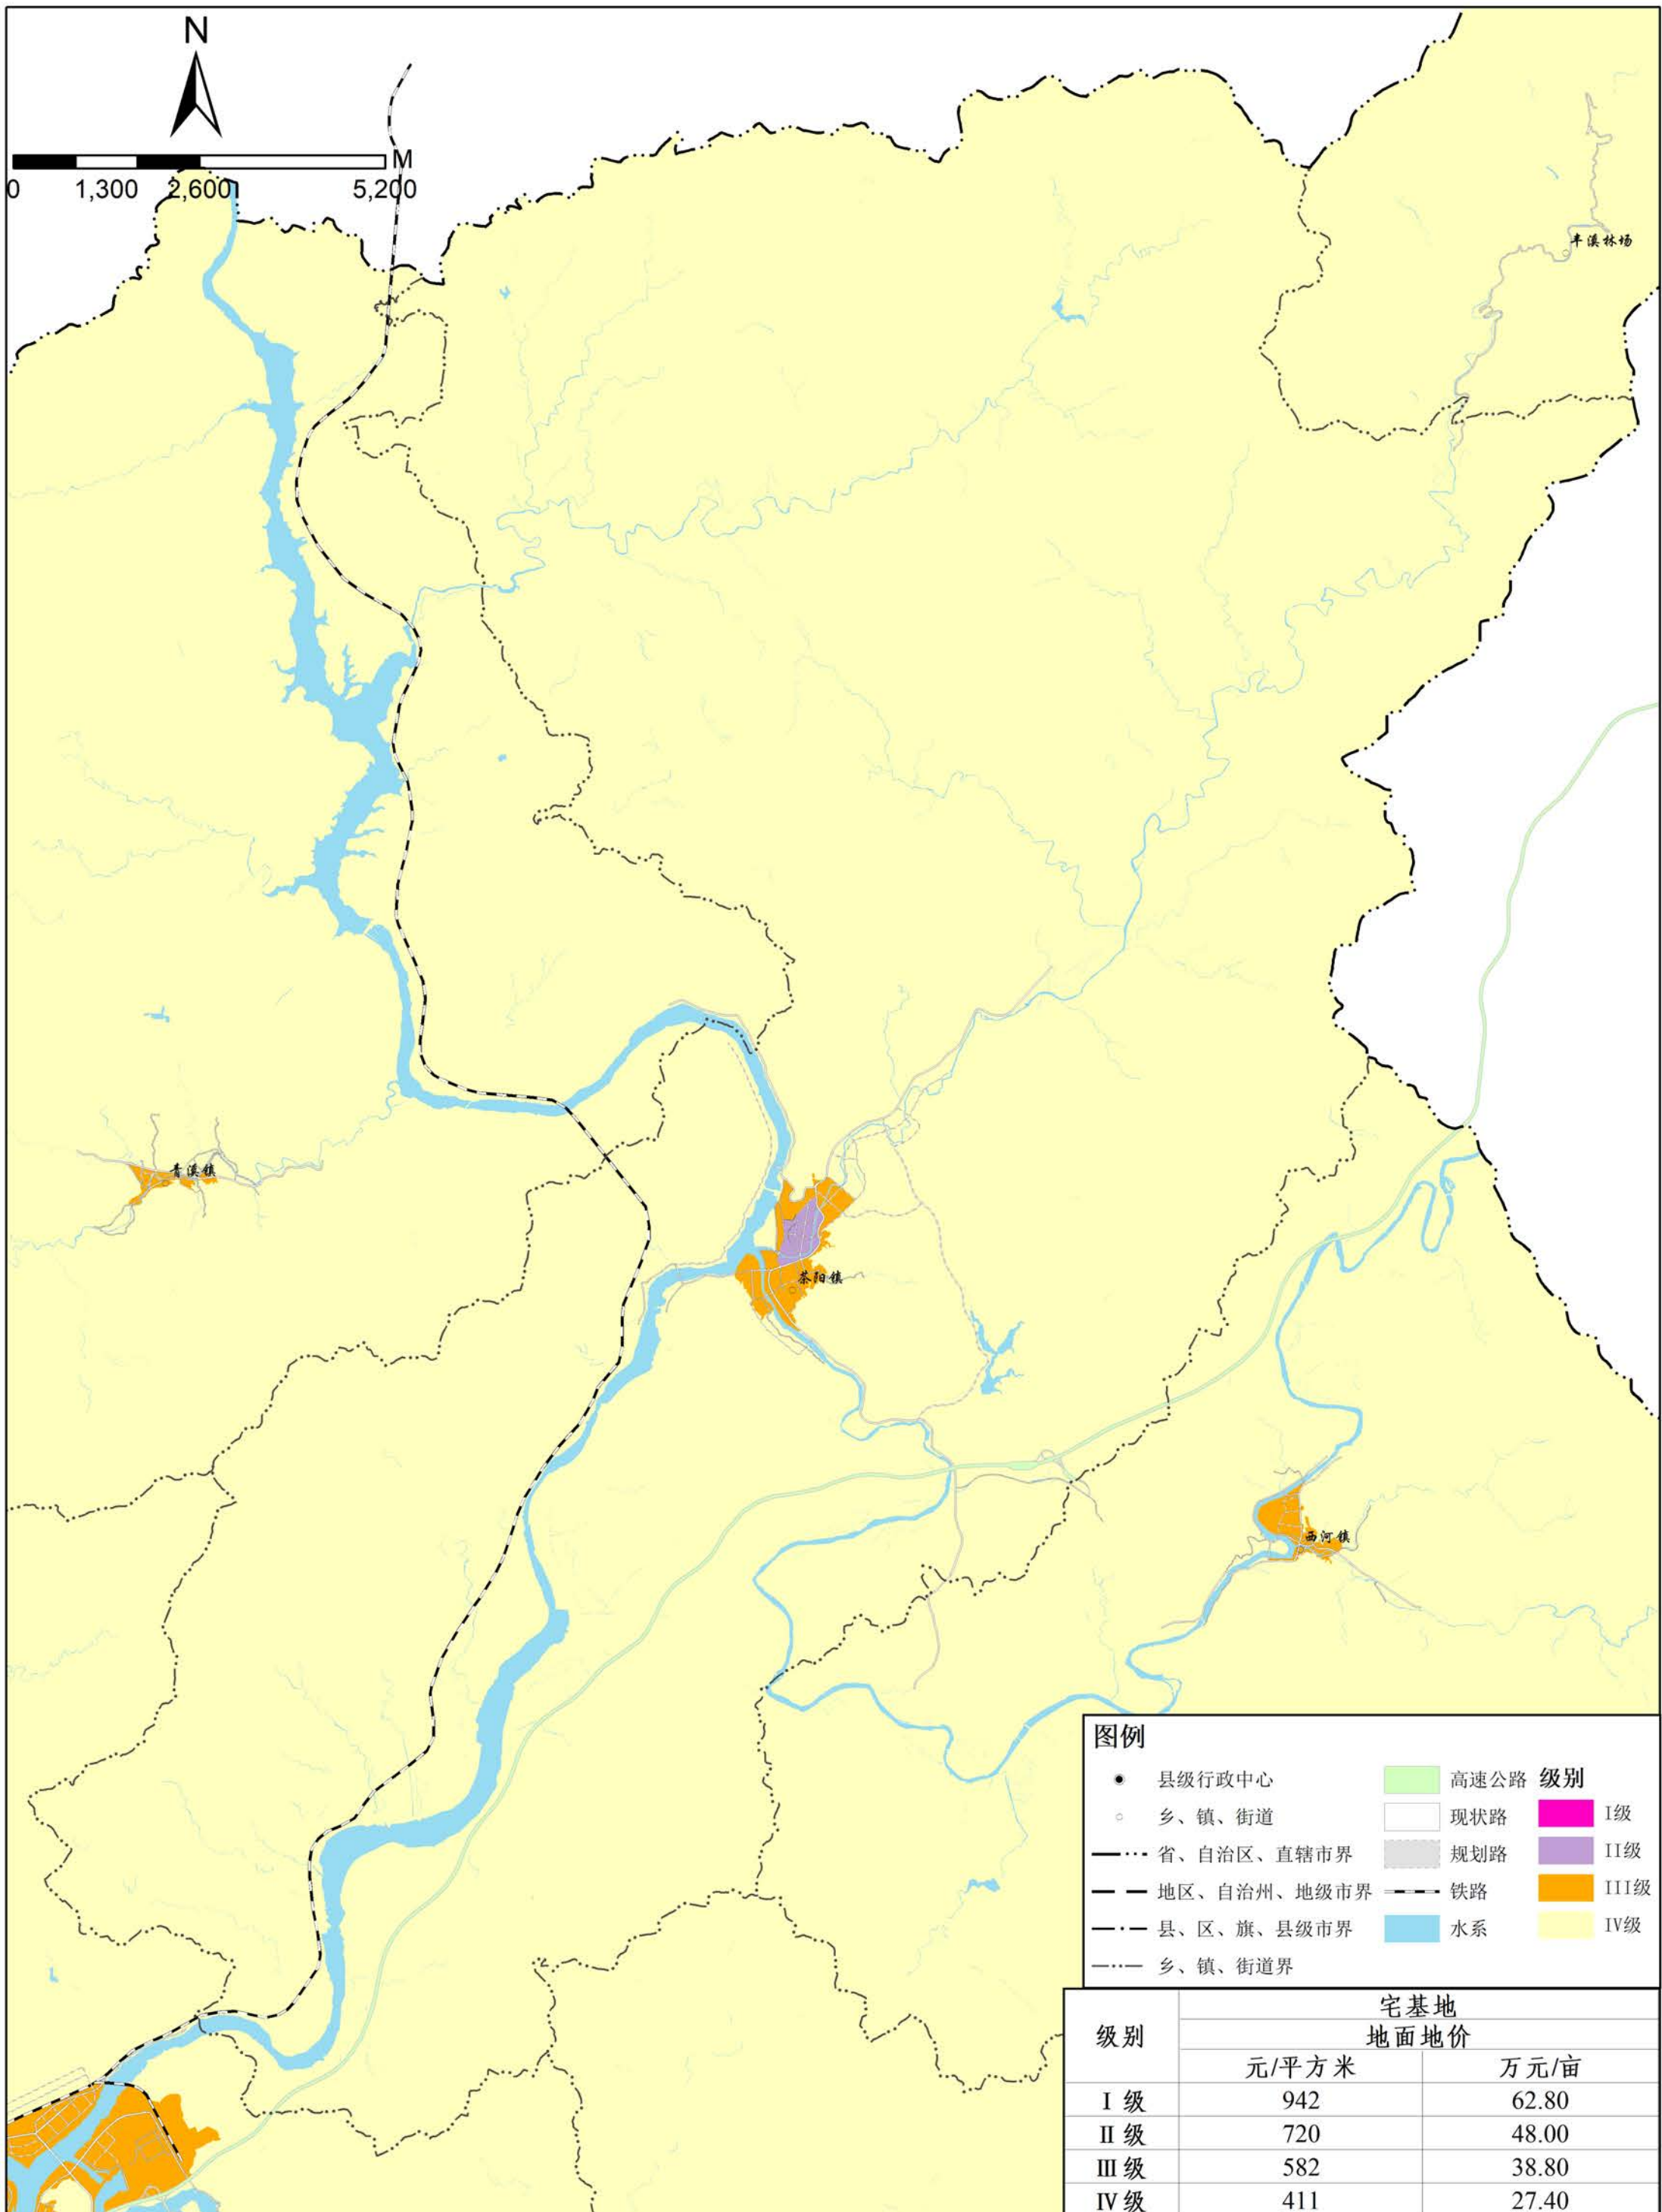 N
M
0 1,300 2,600 5,200
丰溪林场
青溪镇
茶阳镇
西河镇
图例
县级行政中心
乡、镇、街道
省、自治区、直辖市界
地区、自治州、地级市界
县、区、旗、县级市界
乡、镇、街道界
高速公路
现状路
规划路
铁路
水系
级别
I级
II级
III级
IV级
级别 宅基地
地面地价
元/平方米 万元/亩
I 级 942 62.80
II 级 720 48.00
III 级 582 38.80
IV 级 411 27.40